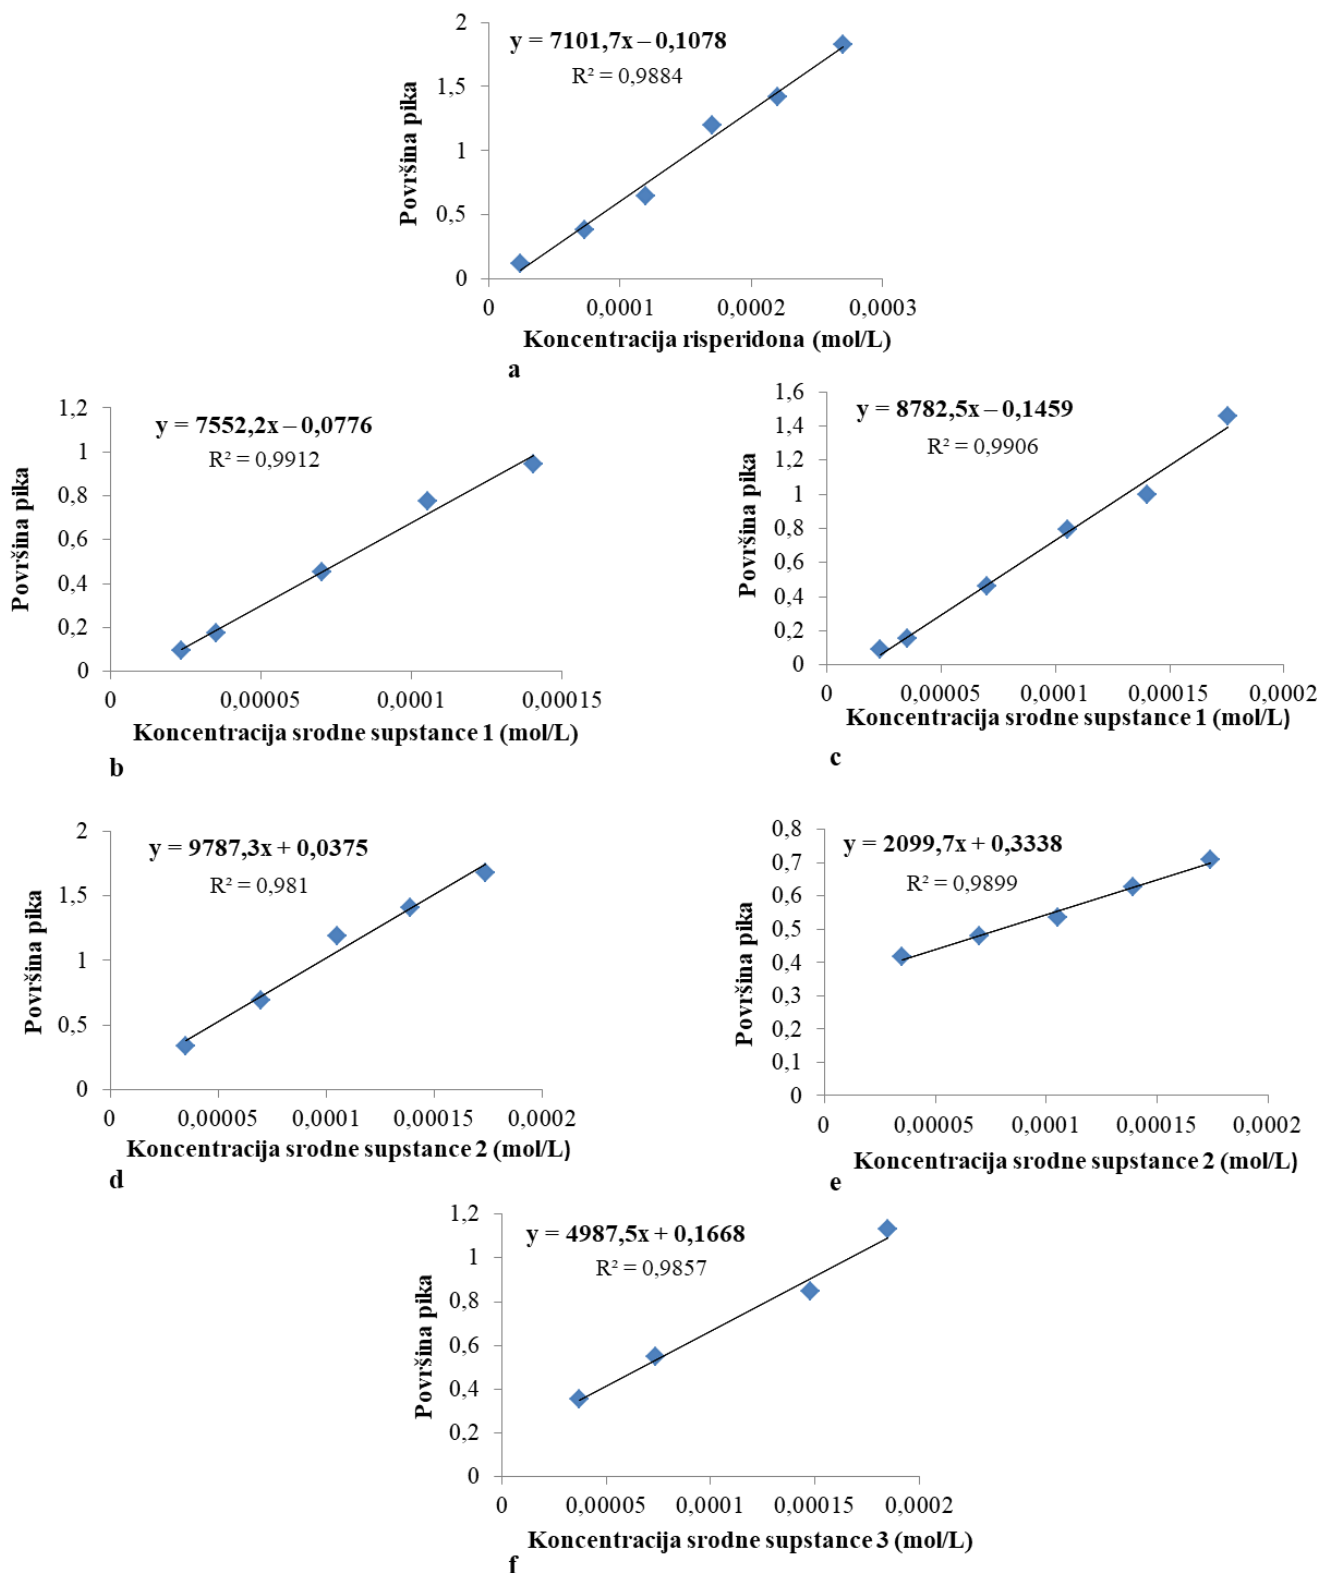 y = 7101,7x – 0,1078
R² = 0,9884
Površina pika
2
1,5
1
0,5
0
0 0,0001 0,0002 0,0003
Koncentracija risperidona (mol/L)
a
y = 7552,2x – 0,0776
R² = 0,9912
Površina pika
1,2
1
0,8
0,6
0,4
0,2
0
0 0,00005 0,0001 0,00015
Koncentracija srodne supstance 1 (mol/L)
b
y = 8782,5x – 0,1459
R² = 0,9906
Površina pika
1,6
1,4
1,2
1
0,8
0,6
0,4
0,2
0
0 0,00005 0,0001 0,00015 0,0002
Koncentracija srodne supstance 1 (mol/L)
c
y = 9787,3x + 0,0375
R² = 0,981
Površina pika
2
1,5
1
0,5
0
0 0,00005 0,0001 0,00015 0,0002
Koncentracija srodne supstance 2 (mol/L)
d
y = 2099,7x + 0,3338
R² = 0,9899
Površina pika
0,8
0,7
0,6
0,5
0,4
0,3
0,2
0,1
0
0 0,00005 0,0001 0,00015 0,0002
Koncentracija srodne supstance 2 (mol/L)
e
y = 4987,5x + 0,1668
R² = 0,9857
Površina pika
1,2
1
0,8
0,6
0,4
0,2
0
0 0,00005 0,0001 0,00015 0,0002
Koncentracija srodne supstance 3 (mol/L)
f